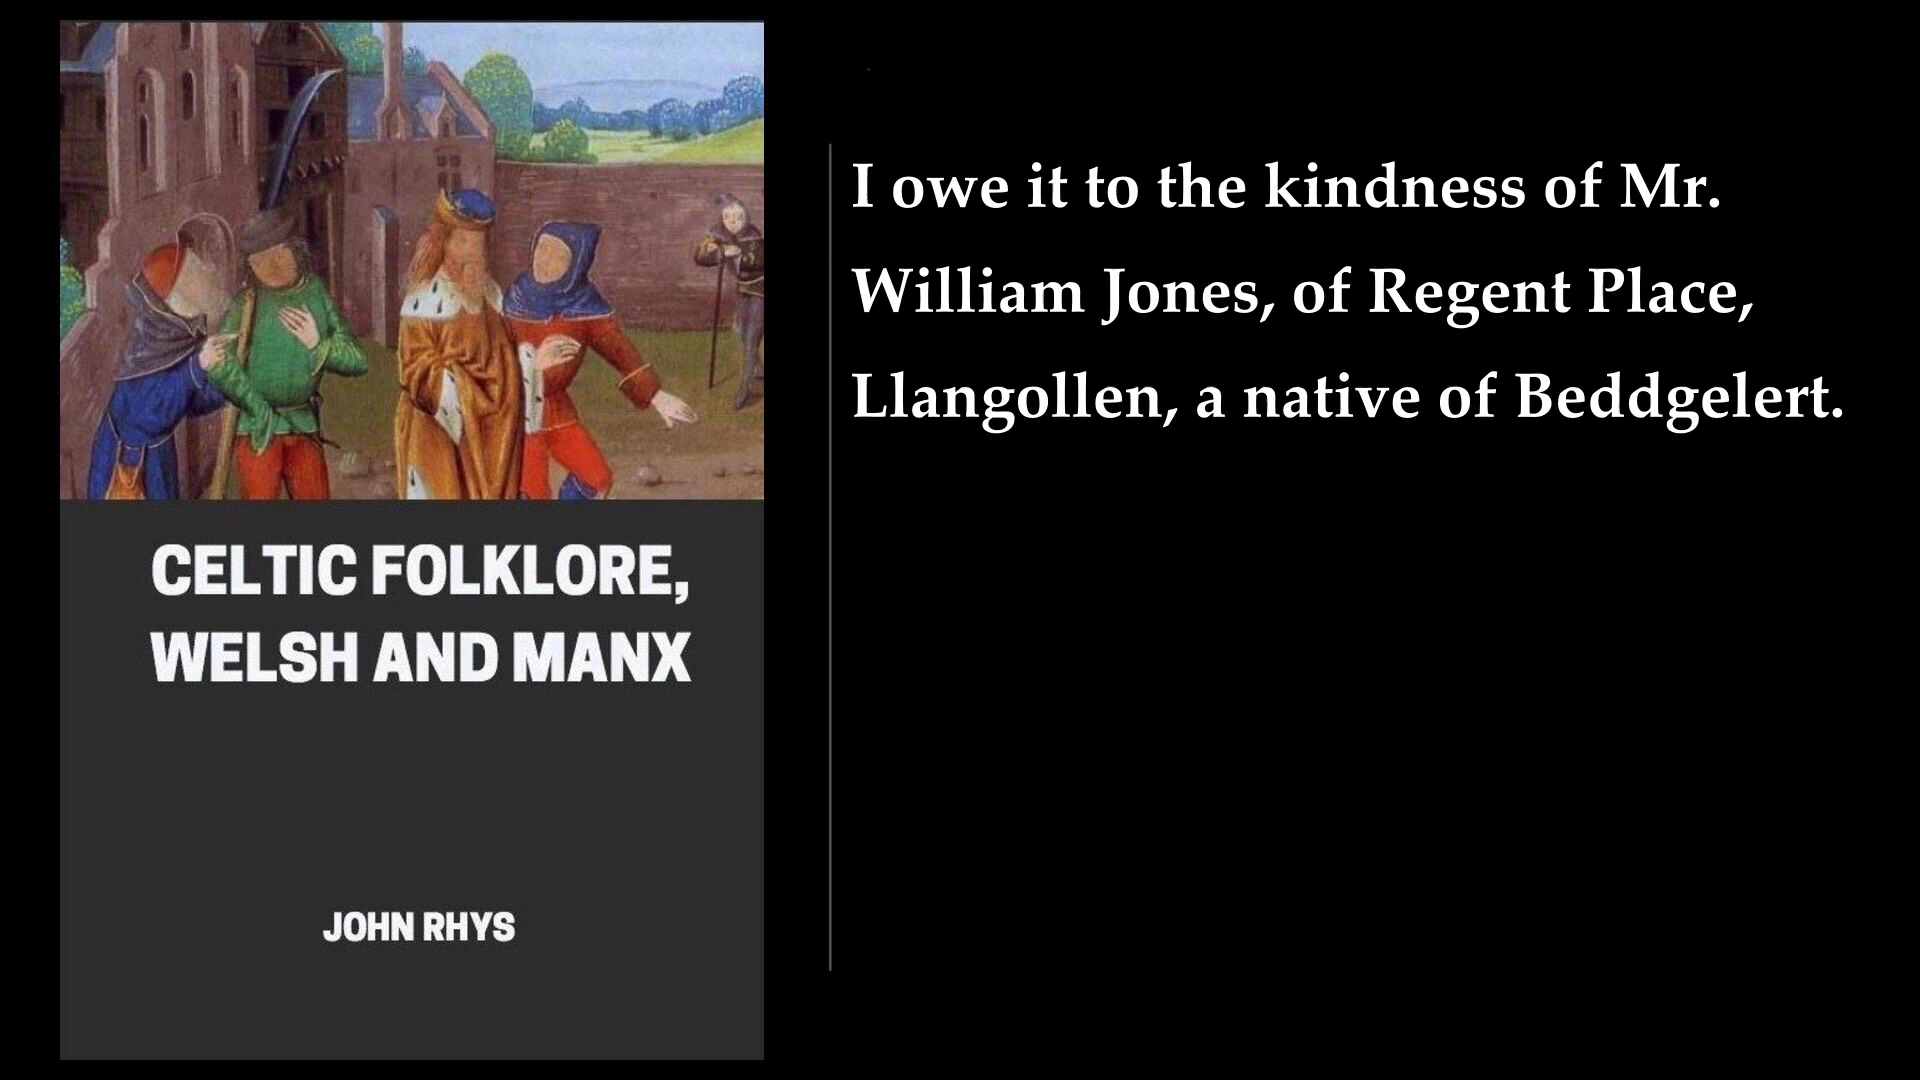 CELTIC FOLKLORE,
WELSH AND MANX
JOHN RHYS
I owe it to the kindness of Mr.
William Jones, of Regent Place,
Llangollen, a native of Beddgelert.